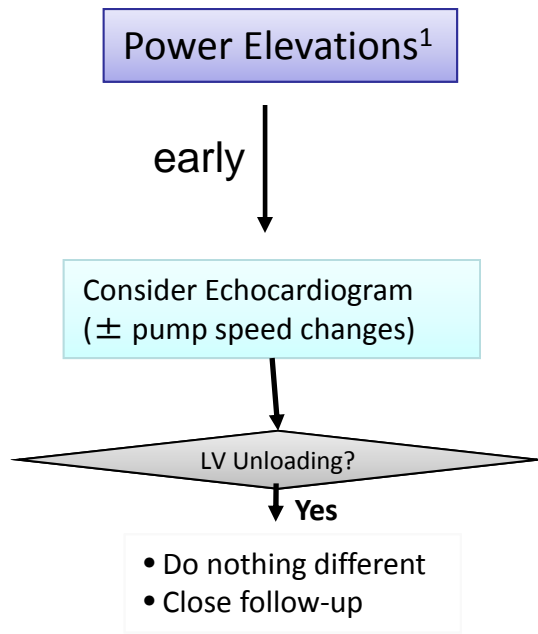 Power Elevations¹
early
Consider Echocardiogram
(± pump speed changes)
LV Unloading?
Yes
• Do nothing different
• Close follow-up